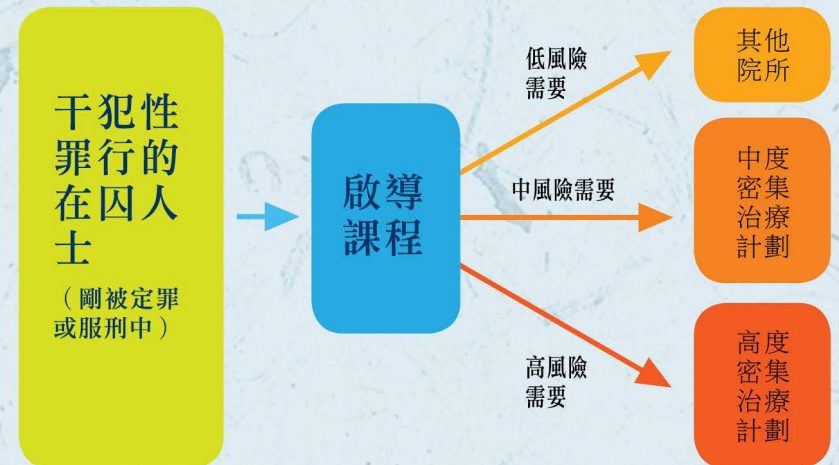 干犯性
罪行的
在囚人
士
（剛被定罪
或服刑中）
啟導
課程
低風險
需要
其他
院所
中風險需要
中度
密集
治療
計劃
高風險
需要
高度
密集
治療
計劃